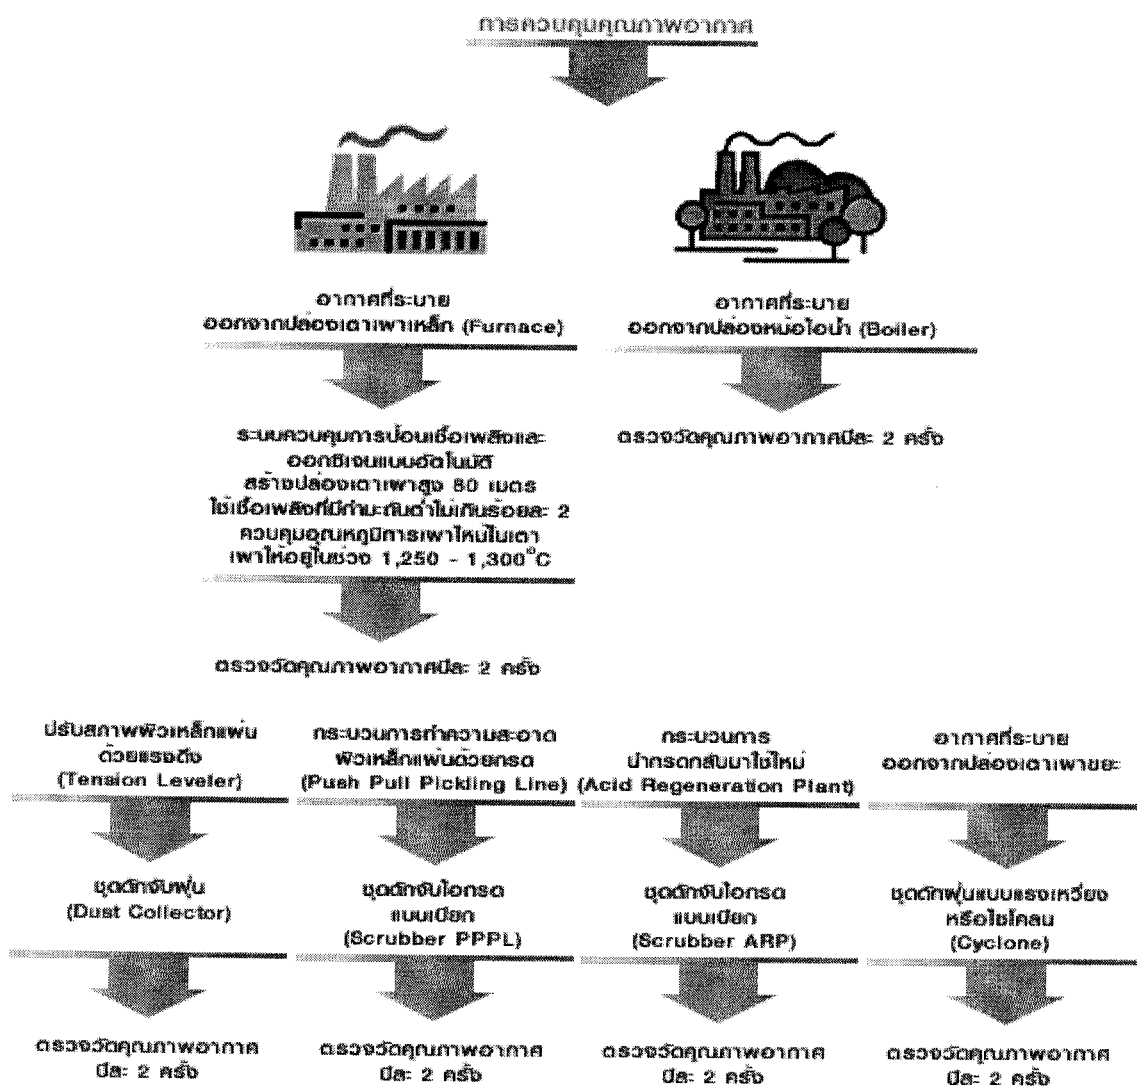 การควบคุมคุณภาพอากาศ
อากาศที่ระบาย
ออกจากปล่องเตาเผาเหล็ก (Furnace)
อากาศที่ระบาย
ออกจากปล่องหม้อไอน้ำ (Boiler)
ระบบควบคุมการป้อนเชื้อเพลิงและ
ออกซิเจนแบบอัตโนมัติ
สร้างปล่องเตาเผาสูง 80 เมตร
ใช้เชื้อเพลิงที่มีกำมะถันต่ำไม่เกินร้อยละ 2
ควบคุมอุณหภูมิการเผาไหม้ในเตา
เผาให้อยู่ในช่วง 1,250 - 1,300°C
ตรวจวัดคุณภาพอากาศปีละ 2 ครั้ง
ตรวจวัดคุณภาพอากาศปีละ 2 ครั้ง
ปรับสภาพผิวเหล็กแผ่น
ด้วยแรงดึง
(Tension Leveler)
ชุดดักจับฝุ่น
(Dust Collector)
ตรวจวัดคุณภาพอากาศ
ปีละ 2 ครั้ง
กระบวนการทำความสะอาด
ผิวเหล็กแผ่นด้วยกรด
(Push Pull Pickling Line)
ชุดดักจับไอกรด
แบบเปียก
(Scrubber PPPL)
ตรวจวัดคุณภาพอากาศ
ปีละ 2 ครั้ง
กระบวนการ
นำกรดกลับมาใช้ใหม่
(Acid Regeneration Plant)
ชุดดักจับไอกรด
แบบเปียก
(Scrubber ARP)
ตรวจวัดคุณภาพอากาศ
ปีละ 2 ครั้ง
อากาศที่ระบาย
ออกจากปล่องเตาเผาขยะ
ชุดดักฝุ่นแบบแรงเหวี่ยง
หรือไซโคลน
(Cyclone)
ตรวจวัดคุณภาพอากาศ
ปีละ 2 ครั้ง